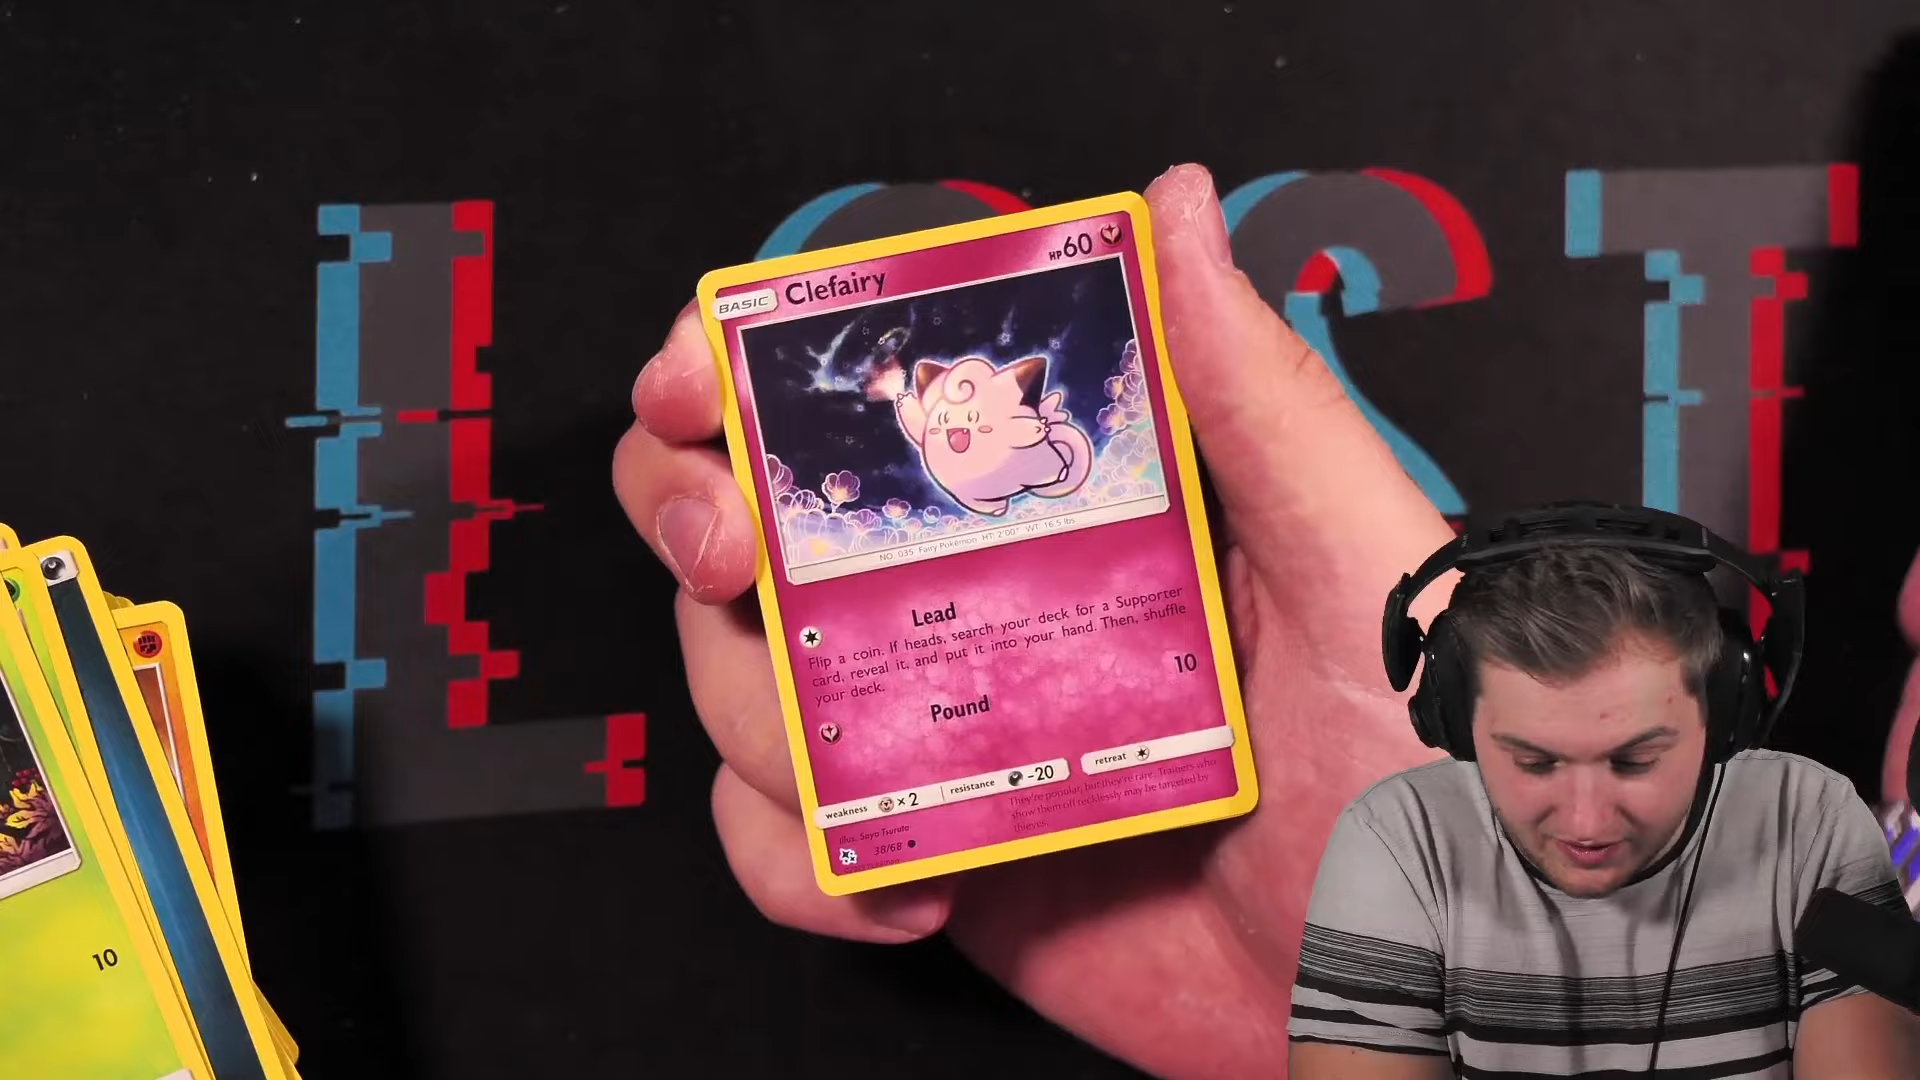 L ST
BASIC Clefairy HP 60
NO. 035 Fairy Pokémon HT: 2'00" WT: 16.5 lbs
Lead
Flip a coin. If heads, search your deck for a Supporter
card, reveal it, and put it into your hand. Then, shuffle
your deck.
Pound 10
weakness ×2 resistance -20 retreat
They're popular, but they're rare. Trainers who
show them off recklessly may be targeted by
thieves.
Illus. Sayo Tsuruta
38/68
10